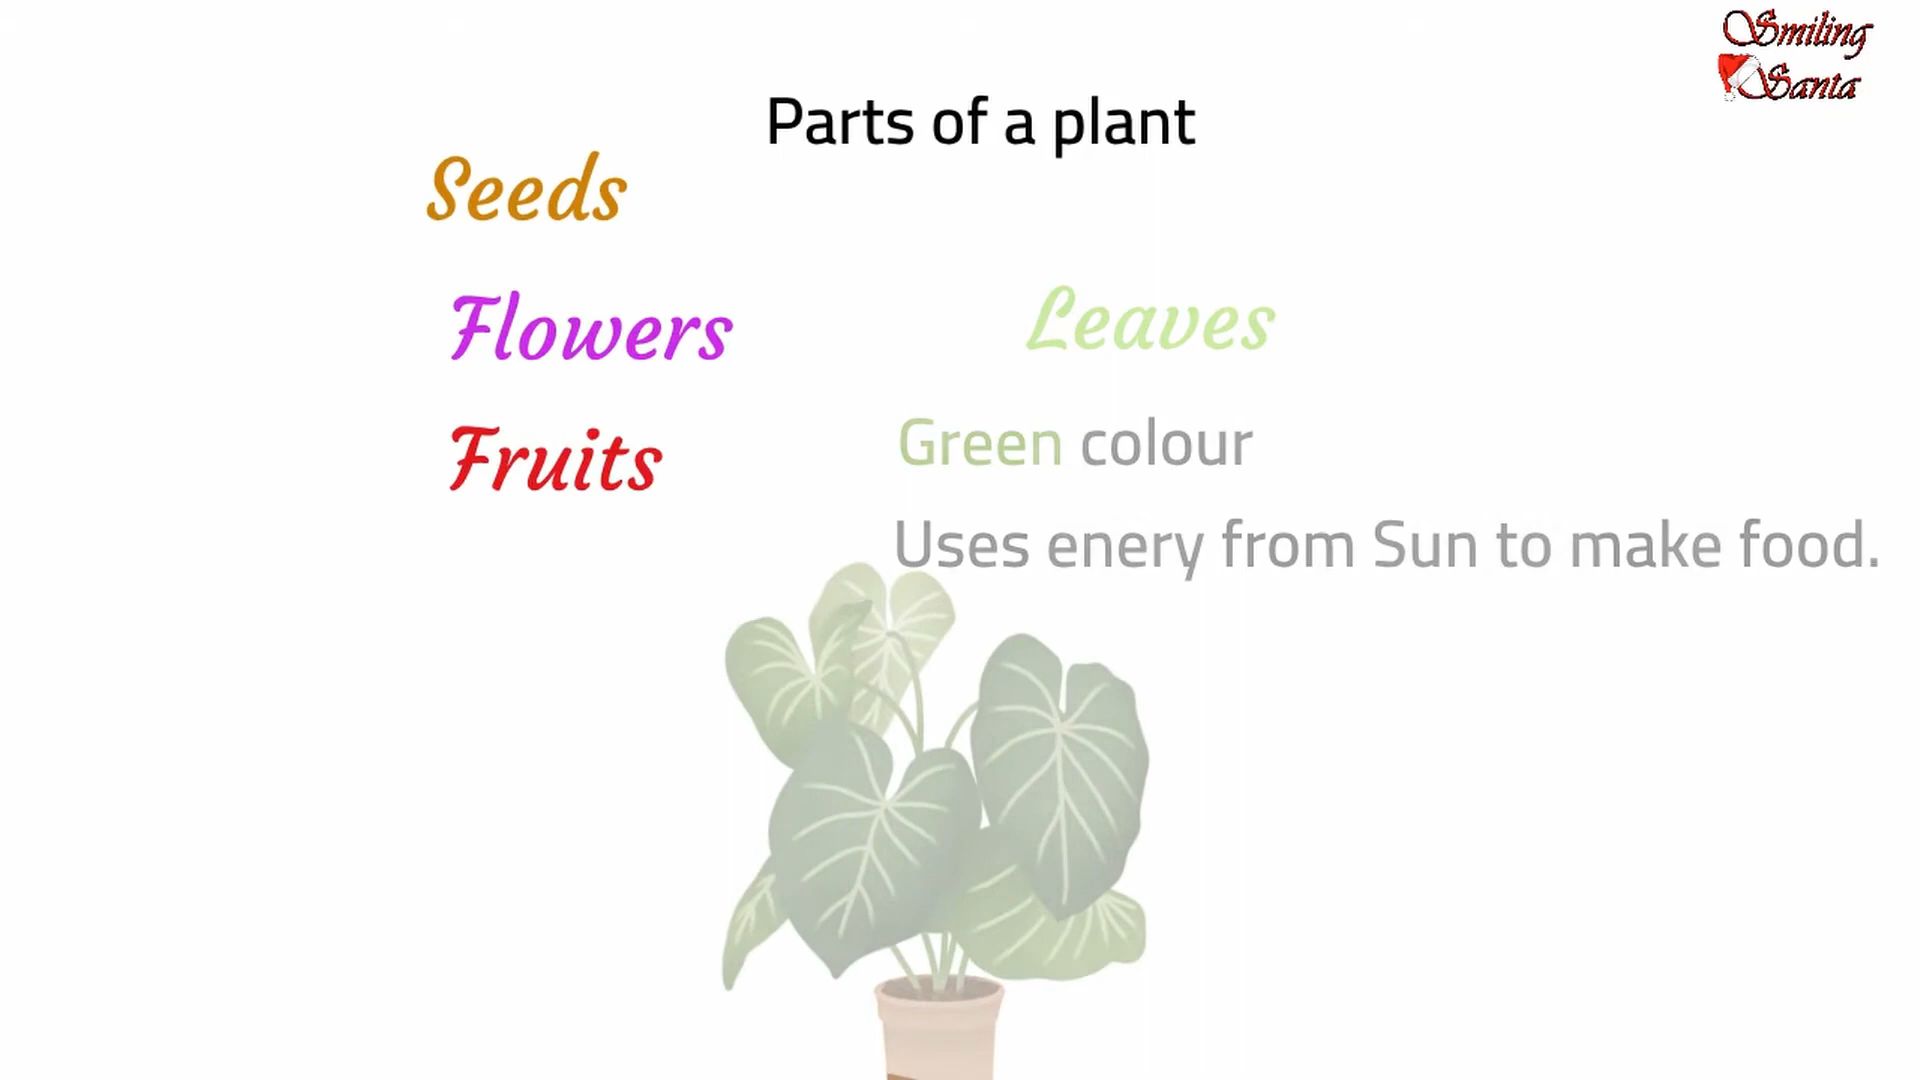 Smiling
Santa
Parts of a plant
Seeds
Flowers
Leaves
Fruits
Green colour
Uses enery from Sun to make food.